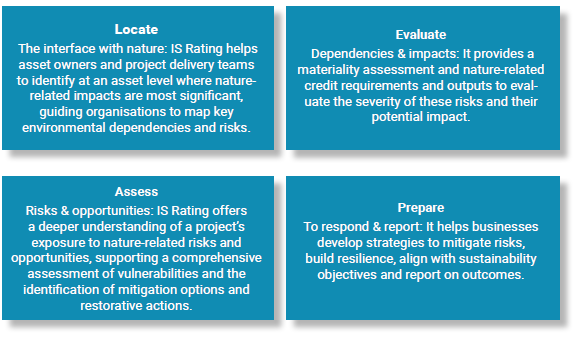 Locate
The interface with nature: IS Rating helps
asset owners and project delivery teams
to identify at an asset level where nature-
related impacts are most significant,
guiding organisations to map key
environmental dependencies and risks.
Evaluate
Dependencies & impacts: It provides a
materiality assessment and nature-related
credit requirements and outputs to eval-
uate the severity of these risks and their
potential impact.
Assess
Risks & opportunities: IS Rating offers
a deeper understanding of a project's
exposure to nature-related risks and
opportunities, supporting a comprehensive
assessment of vulnerabilities and the
identification of mitigation options and
restorative actions.
Prepare
To respond & report: It helps businesses
develop strategies to mitigate risks,
build resilience, align with sustainability
objectives and report on outcomes.